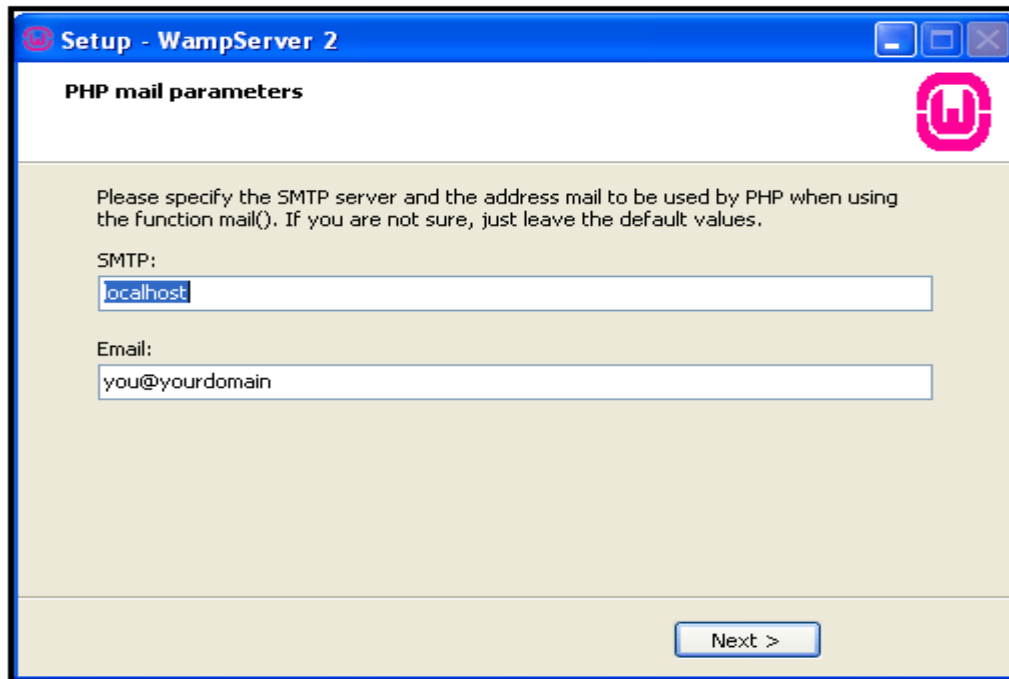 Setup - WampServer 2
PHP mail parameters
Please specify the SMTP server and the address mail to be used by PHP when using
the function mail(). If you are not sure, just leave the default values.
SMTP:
localhost
Email:
you@yourdomain
Next >